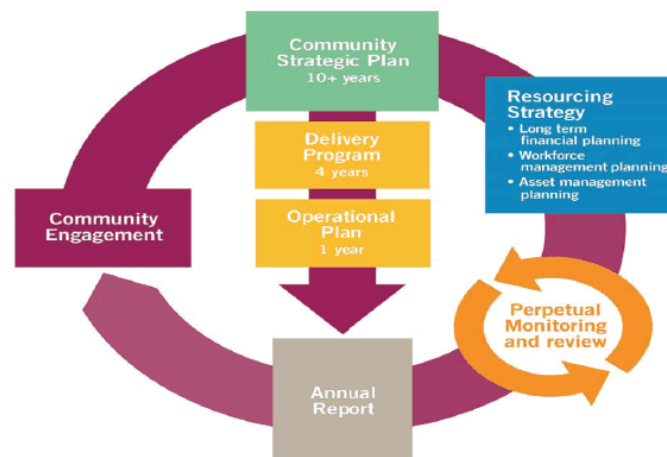 Community
Strategic Plan
10+ years
Resourcing
Strategy
• Long term
financial planning
• Workforce
management planning
• Asset management
planning
Delivery
Program
4 years
Community
Engagement
Operational
Plan
1 year
Perpetual
Monitoring
and review
Annual
Report